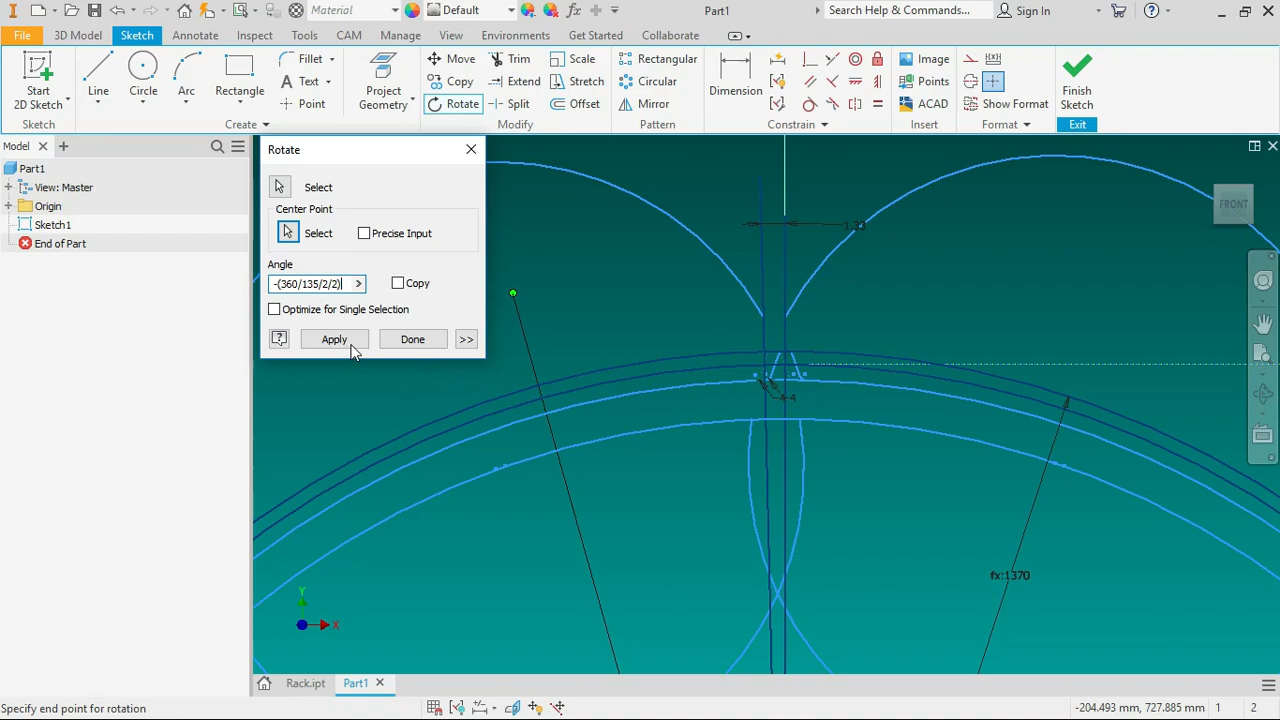 Material
Default
Part1
Search Help & Commands...
Sign In
File
3D Model
Sketch
Annotate
Inspect
Tools
CAM
Manage
View
Environments
Get Started
Collaborate
Start
2D Sketch
Line
Circle
Arc
Rectangle
Fillet
Text
Point
Project
Geometry
Move
Copy
Rotate
Trim
Extend
Split
Scale
Stretch
Offset
Rectangular
Circular
Mirror
Dimension
Image
Points
ACAD
Show Format
Finish
Sketch
Sketch
Create
Modify
Pattern
Constrain
Insert
Format
Exit
Model
Part1
View: Master
Origin
Sketch1
End of Part
Rotate
Select
Center Point
Select
Precise Input
Angle
-(360/135/2/2)
Copy
Optimize for Single Selection
Apply
Done
>>
FRONT
fx:1370
Y
X
Rack.ipt
Part1
Specify end point for rotation
-204.493 mm, 727.885 mm
1
2